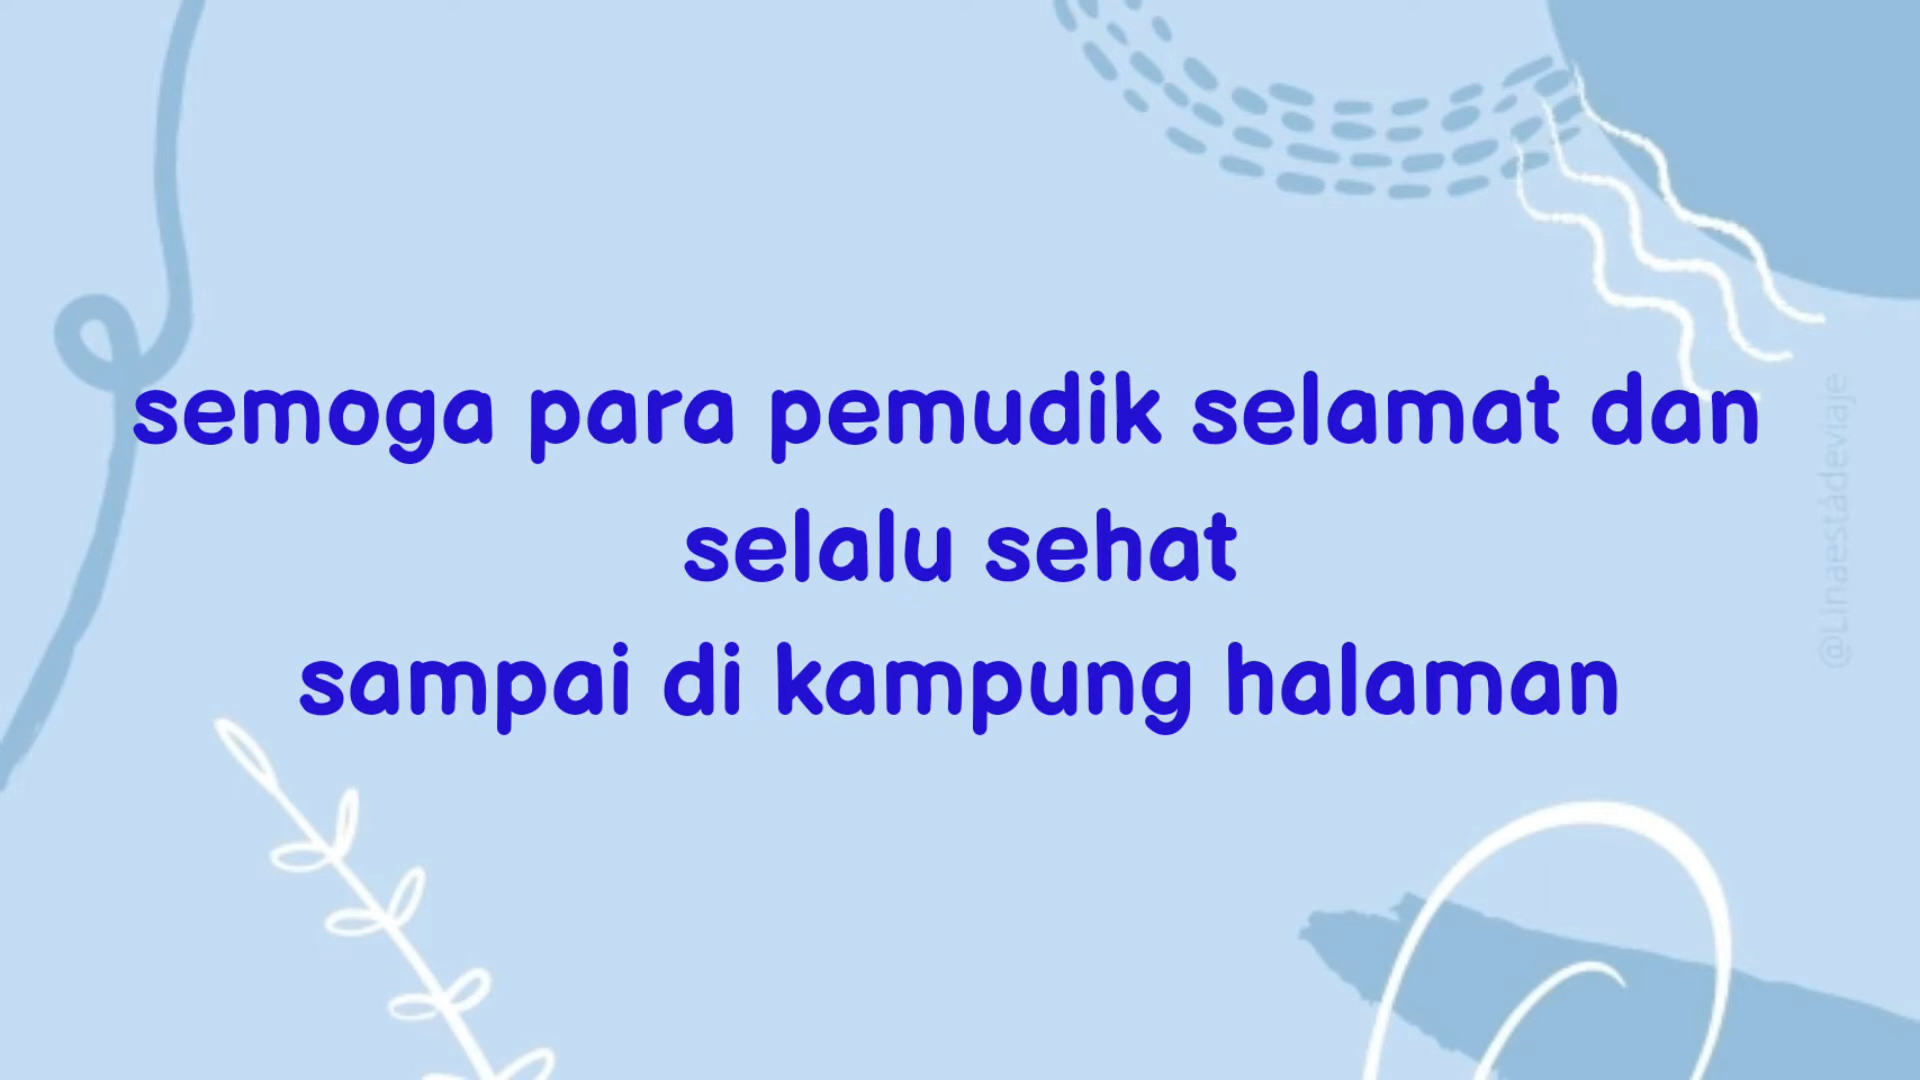 semoga para pemudik selamat dan
selalu sehat
sampai di kampung halaman
@Linaestádeviaje